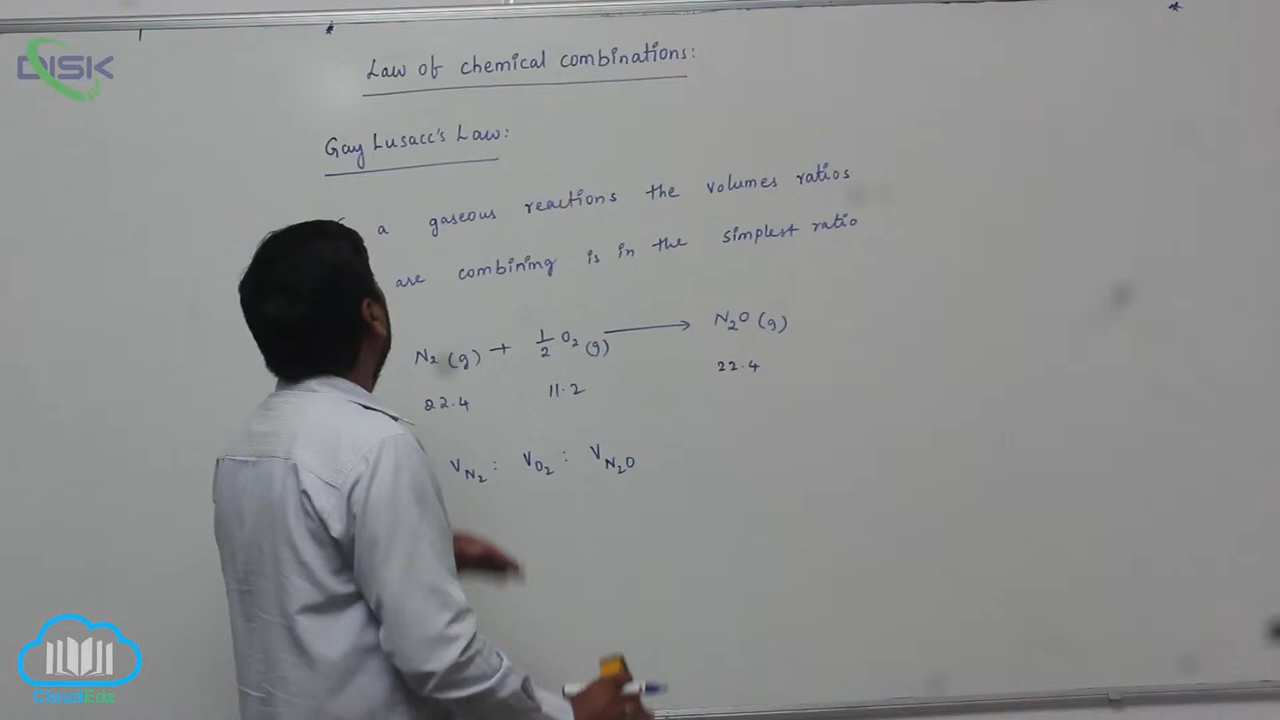 DISK
Law of chemical combinations:
Gay Lusacc's Law:
a gaseous reactions the volumes ratios
are combining is in the simplest ratio
N₂ (g) + 1/2 O₂ (g) ⟶ N₂O (g)
22.4 11.2 22.4
V_N₂ : V_O₂ : V_N₂O
CloudEdz